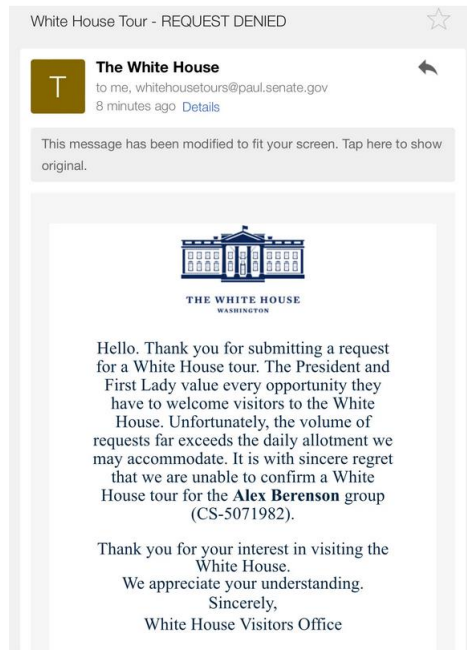 White House Tour - REQUEST DENIED
T
The White House
to me, whitehousetours@paul.senate.gov
8 minutes ago Details
This message has been modified to fit your screen. Tap here to show
original.
THE WHITE HOUSE
WASHINGTON
Hello. Thank you for submitting a request
for a White House tour. The President and
First Lady value every opportunity they
have to welcome visitors to the White
House. Unfortunately, the volume of
requests far exceeds the daily allotment we
may accommodate. It is with sincere regret
that we are unable to confirm a White
House tour for the Alex Berenson group
(CS-5071982).
Thank you for your interest in visiting the
White House.
We appreciate your understanding.
Sincerely,
White House Visitors Office